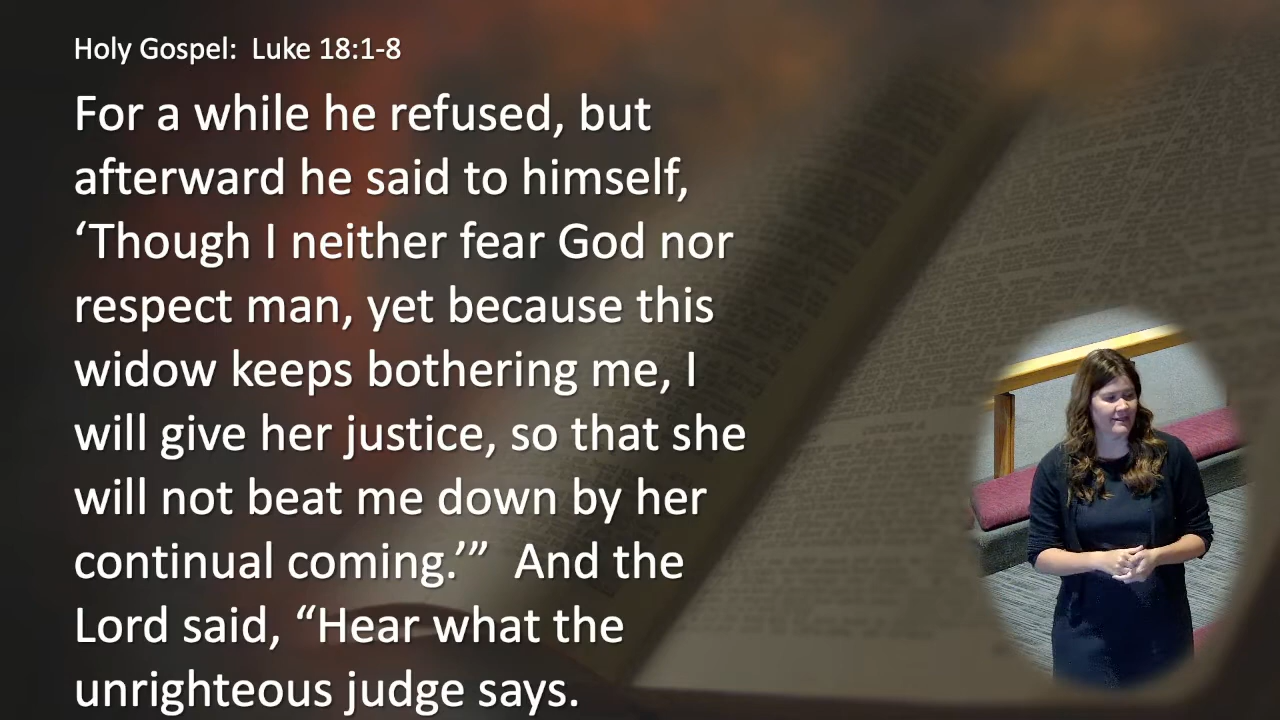 Holy Gospel:  Luke 18:1-8
For a while he refused, but
afterward he said to himself,
‘Though I neither fear God nor
respect man, yet because this
widow keeps bothering me, I
will give her justice, so that she
will not beat me down by her
continual coming.’”  And the
Lord said, “Hear what the
unrighteous judge says.